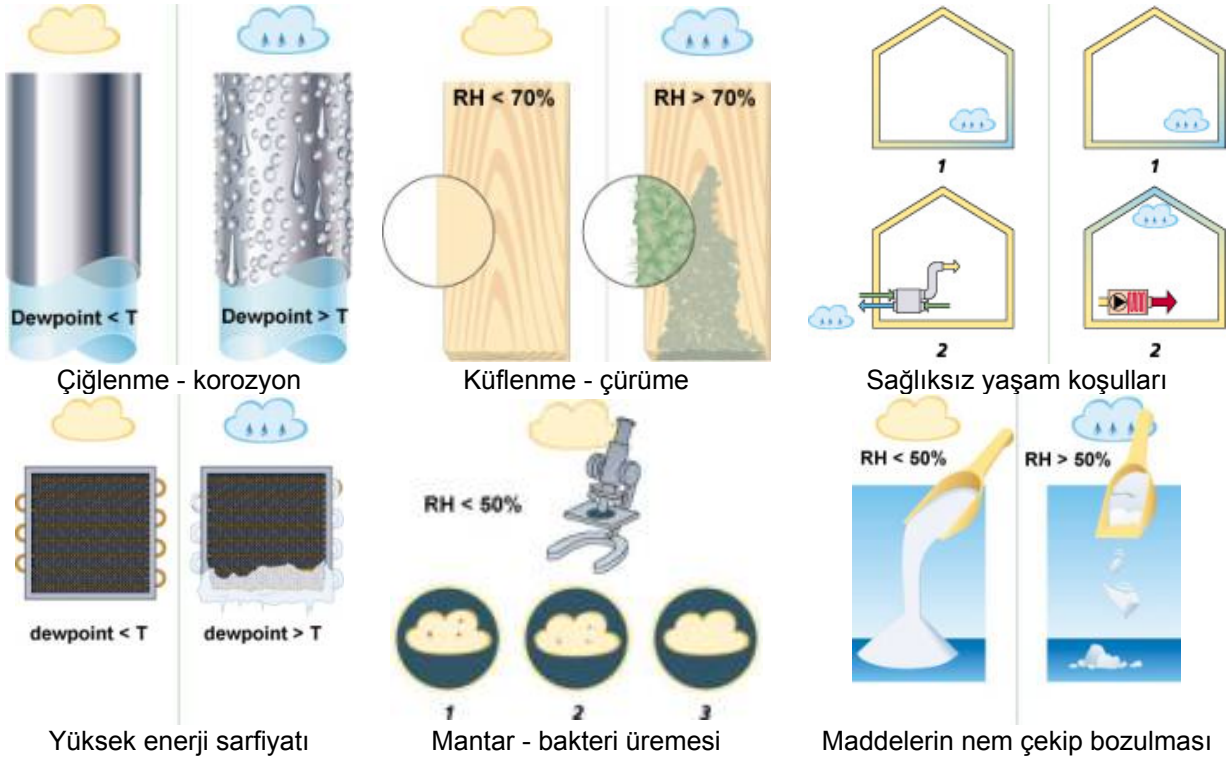 RH < 70%
RH > 70%
Dewpoint < T
Dewpoint > T
1
1
2
2
Çiğlenme - korozyon
Küflenme - çürüme
Sağlıksız yaşam koşulları
RH < 50%
RH < 50%
RH > 50%
dewpoint < T
dewpoint > T
1
2
3
Yüksek enerji sarfiyatı
Mantar - bakteri üremesi
Maddelerin nem çekip bozulması